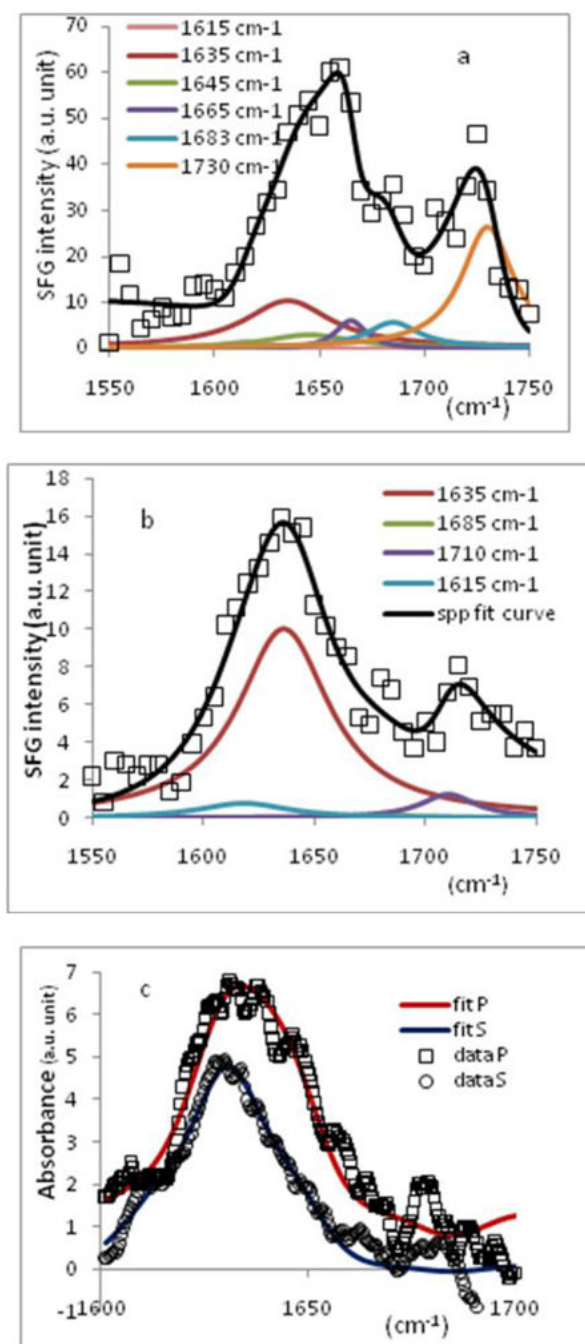 1615 cm-1
1635 cm-1
1645 cm-1
1665 cm-1
1683 cm-1
1730 cm-1
a
SFG intensity (a.u. unit)
70
60
50
40
30
20
10
0
1550 1600 1650 1700 1750
(cm-1)
b
1635 cm-1
1685 cm-1
1710 cm-1
1615 cm-1
spp fit curve
SFG intensity (a.u. unit)
18
16
14
12
10
8
6
4
2
0
1550 1600 1650 1700 1750
(cm-1)
c
fit P
fit S
data P
data S
Absorbance (a.u. unit)
7
6
5
4
3
2
1
0
-1
1600 1650 1700
(cm-1)